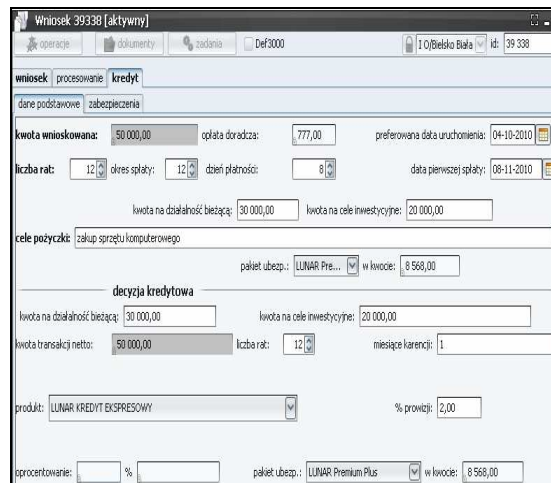 Wniosek 39338 [aktywny]
operacje dokumenty zadania Def3000 I O/Bielsko Biała id: 39 338
wniosek procesowanie kredyt
dane podstawowe zabezpieczenia
kwota wnioskowana: 50 000,00 opłata doradcza: 777,00 preferowana data uruchomienia: 04-10-2010
liczba rat: 12 okres spłaty: 12 dzień płatności: 8 data pierwszej spłaty: 08-11-2010
kwota na działalność bieżącą: 30 000,00 kwota na cele inwestycyjne: 20 000,00
cele pożyczki: zakup sprzętu komputerowego
pakiet ubezp.: LUNAR Pre... w kwocie: 8 568,00
decyzja kredytowa
kwota na działalność bieżącą: 30 000,00 kwota na cele inwestycyjne: 20 000,00
kwota transakcji netto: 50 000,00 liczba rat: 12 miesiące karencji: 1
produkt: LUNAR KREDYT EKSPRESOWY % prowizji: 2,00
oprocentowanie: % pakiet ubezp.: LUNAR Premium Plus w kwocie: 8 568,00